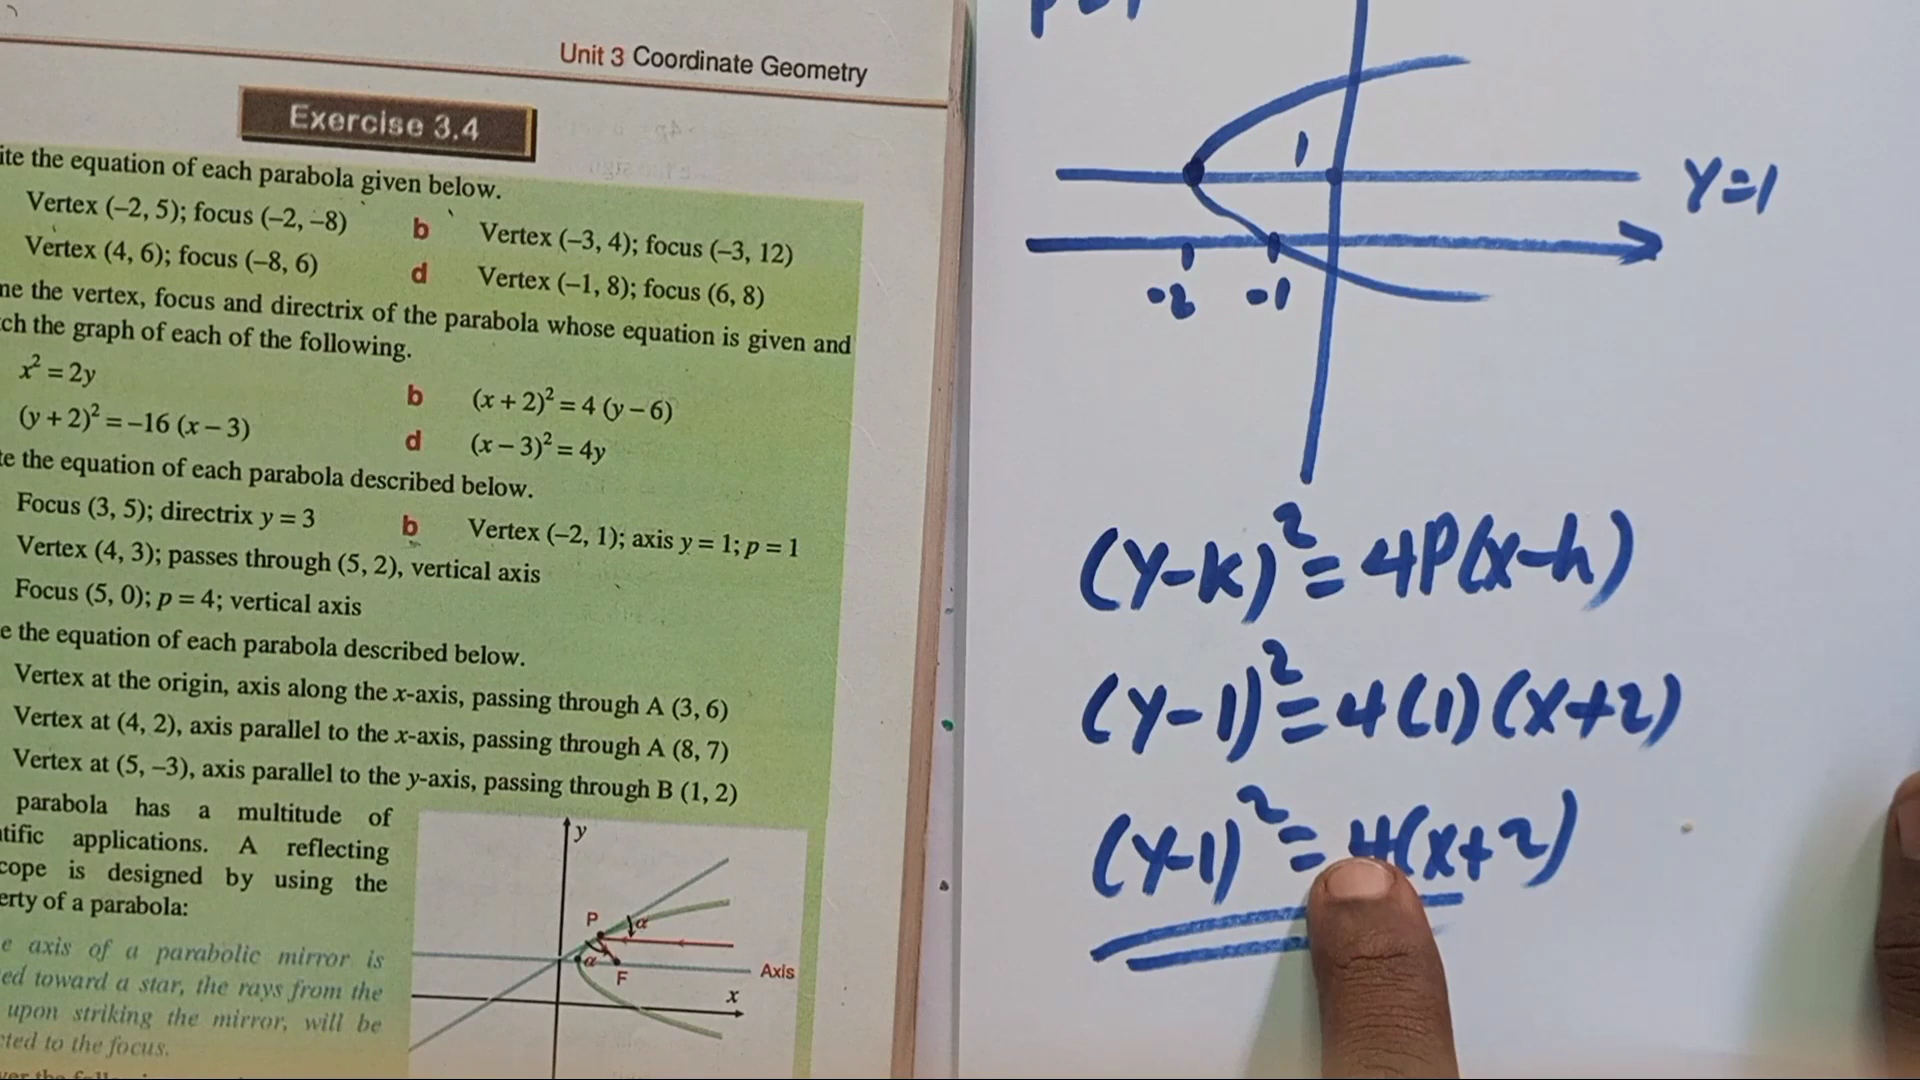 Unit 3 Coordinate Geometry
Exercise 3.4
ite the equation of each parabola given below.
Vertex (–2, 5); focus (–2, –8) b Vertex (–3, 4); focus (–3, 12)
Vertex (4, 6); focus (–8, 6) d Vertex (–1, 8); focus (6, 8)
ne the vertex, focus and directrix of the parabola whose equation is given and
ch the graph of each of the following.
x² = 2y b (x + 2)² = 4 (y – 6)
(y + 2)² = –16 (x – 3) d (x – 3)² = 4y
te the equation of each parabola described below.
Focus (3, 5); directrix y = 3 b Vertex (–2, 1); axis y = 1; p = 1
Vertex (4, 3); passes through (5, 2), vertical axis
Focus (5, 0); p = 4; vertical axis
e the equation of each parabola described below.
Vertex at the origin, axis along the x-axis, passing through A (3, 6)
Vertex at (4, 2), axis parallel to the x-axis, passing through A (8, 7)
Vertex at (5, –3), axis parallel to the y-axis, passing through B (1, 2)
parabola has a multitude of
ntific applications. A reflecting
cope is designed by using the
erty of a parabola:
e axis of a parabolic mirror is
ed toward a star, the rays from the
upon striking the mirror, will be
cted to the focus.
y
P α
α F Axis
x
1 Y=1
-2 -1
(Y-k)²=4P(x-h)
(Y-1)²=4(1)(x+2)
(Y-1)²=4(x+2)